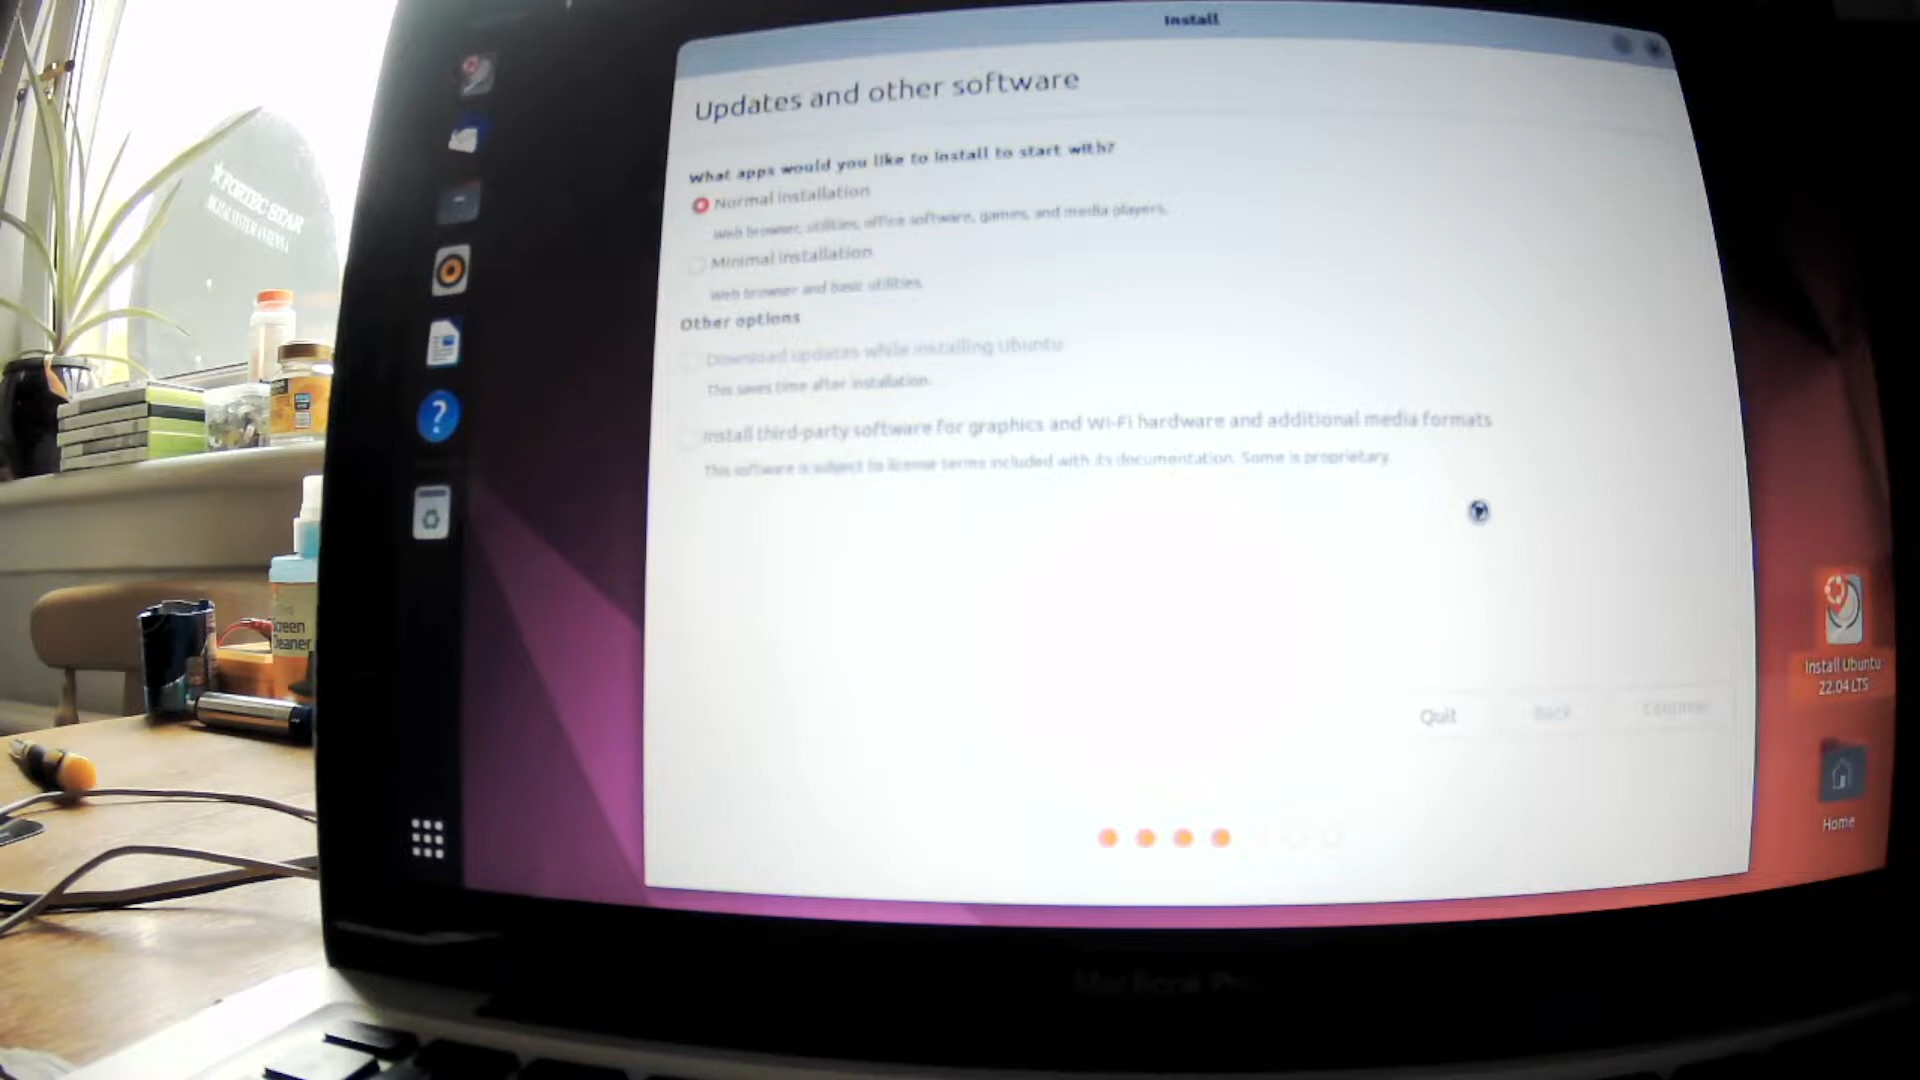 Install
Updates and other software
What apps would you like to install to start with?
Normal installation
Web browser, utilities, office software, games, and media players.
Minimal installation
Web browser and basic utilities.
Other options
Download updates while installing Ubuntu
This saves time after installation.
Install third-party software for graphics and Wi-Fi hardware and additional media formats
This software is subject to license terms included with its documentation. Some is proprietary.
Quit
Back
Continue
Install Ubuntu
22.04 LTS
Home
MacBook Pro
Screen
Cleaner